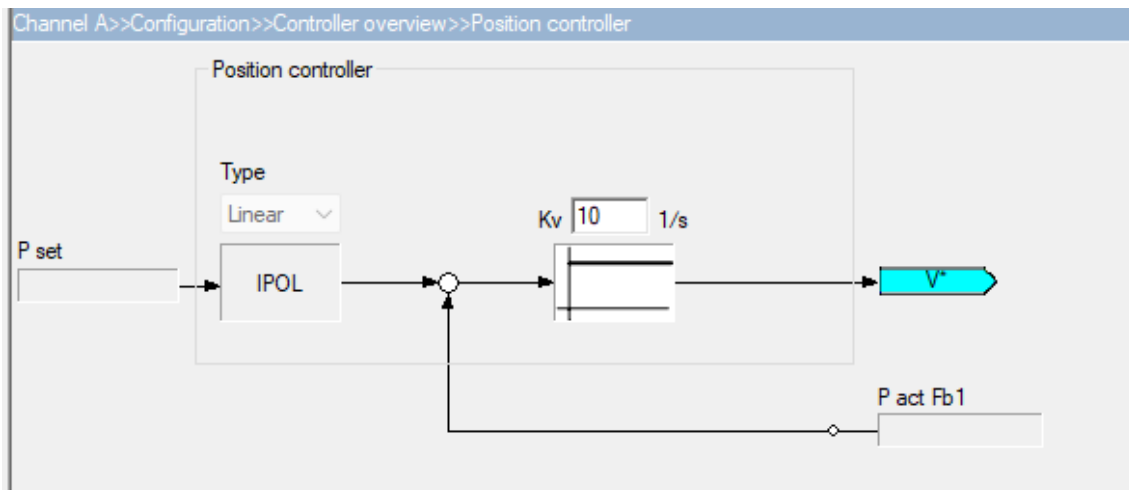 Channel A>>Configuration>>Controller overview>>Position controller
Position controller
Type
Linear
Kv 10 1/s
P set
IPOL
V*
P act Fb1